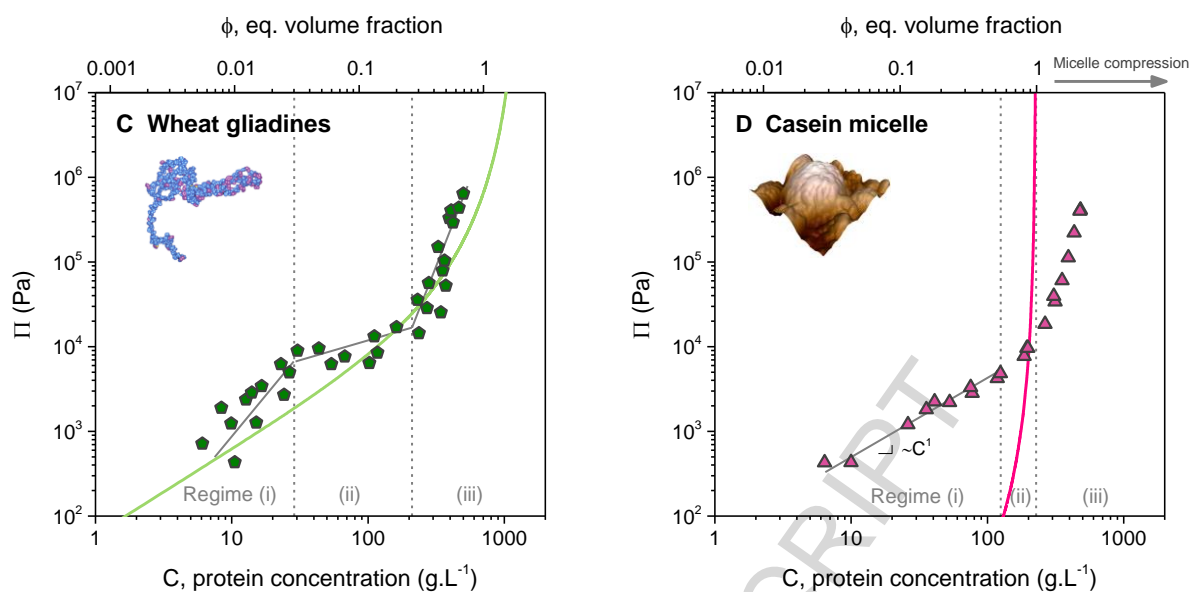 ϕ, eq. volume fraction
0.001 0.01 0.1 1
10⁷
C Wheat gliadines
10⁶
10⁵
Π (Pa)
10⁴
10³
Regime (i) (ii) (iii)
10²
1 10 100 1000
C, protein concentration (g.L⁻¹)
ϕ, eq. volume fraction
0.01 0.1 1
Micelle compression
10⁷
D Casein micelle
10⁶
10⁵
Π (Pa)
10⁴
10³
~C¹
Regime (i) (ii) (iii)
10²
1 10 100 1000
C, protein concentration (g.L⁻¹)
RIPT